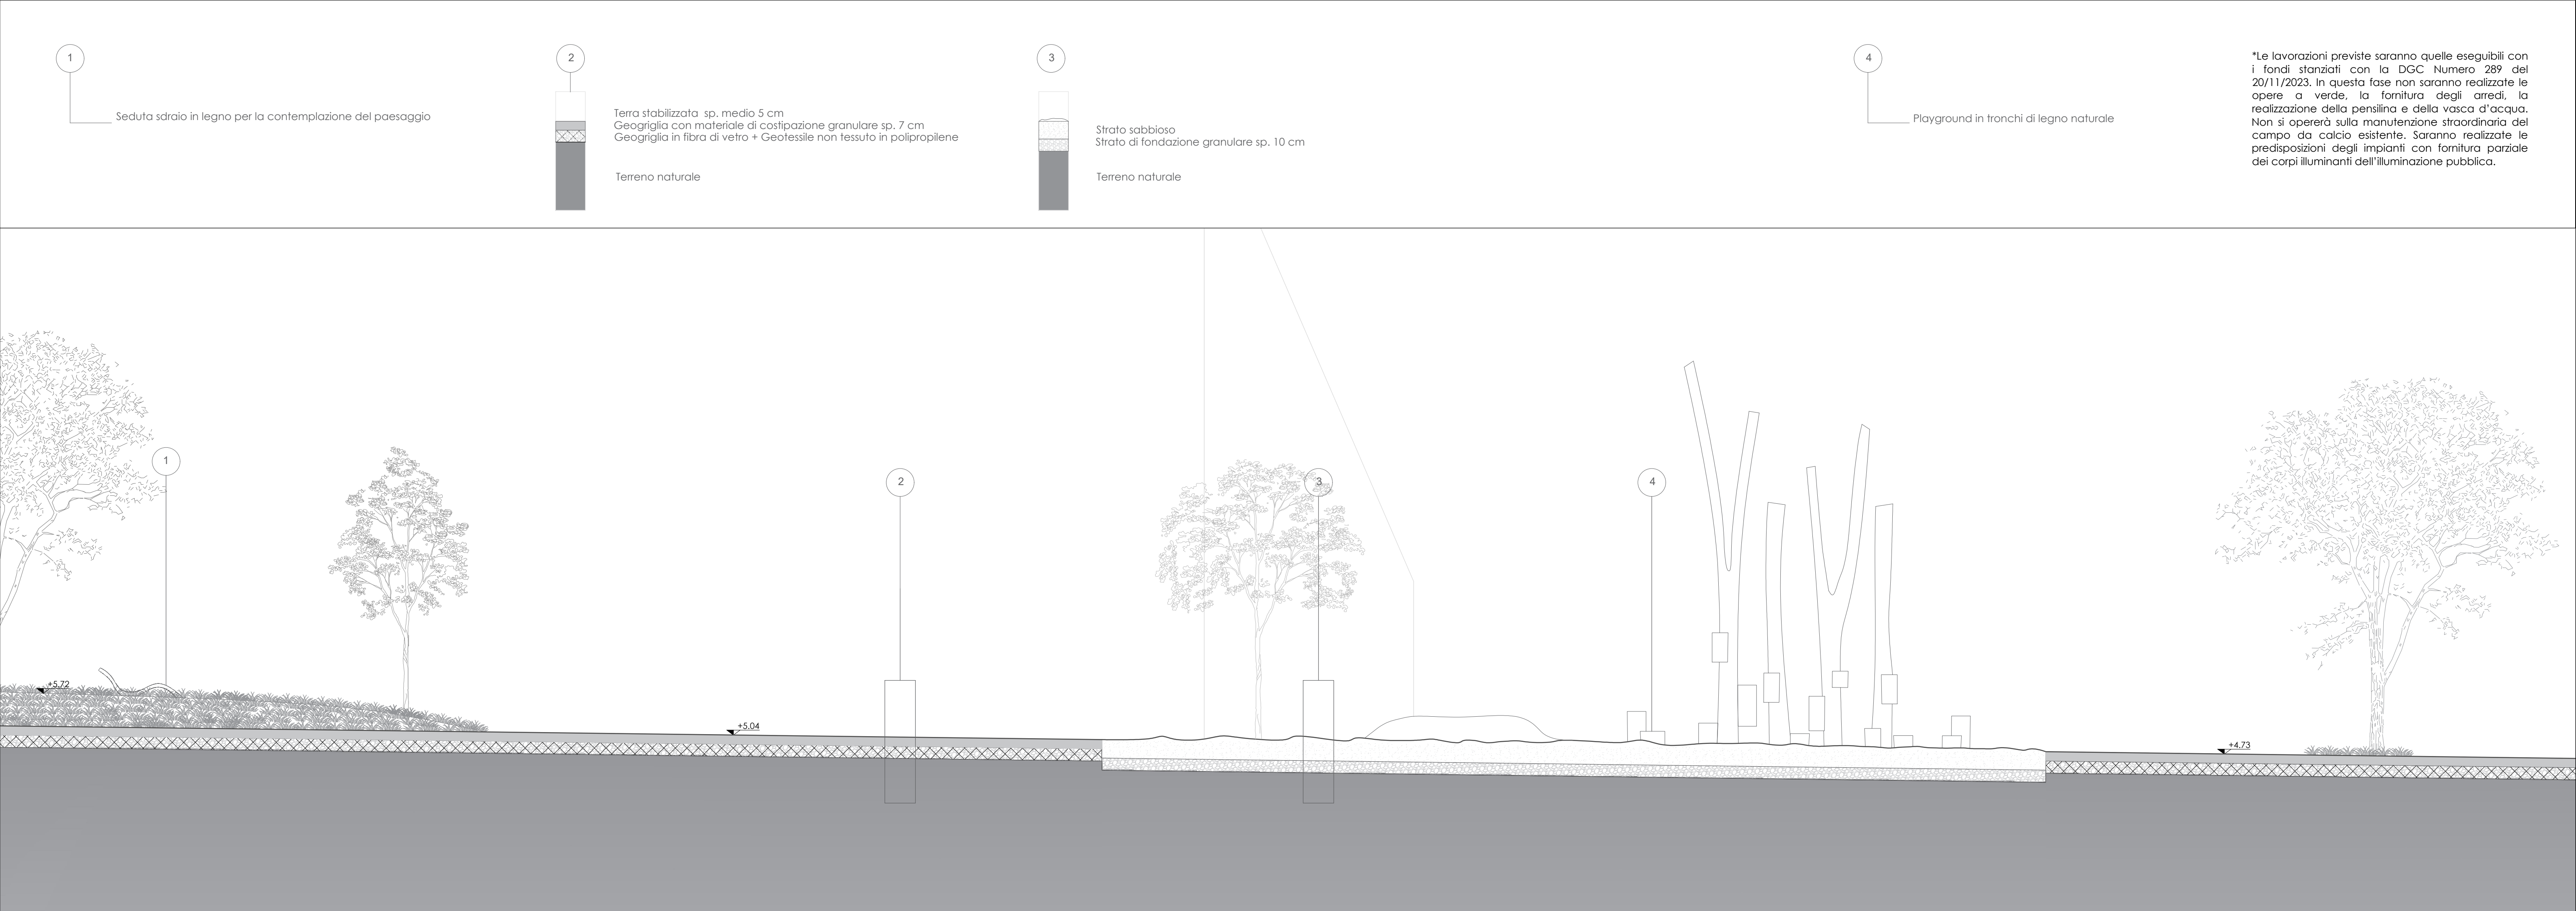 1
Seduta sdraio in legno per la contemplazione del paesaggio
2
Terra stabilizzata  sp. medio 5 cm
Geogriglia con materiale di costipazione granulare sp. 7 cm
Geogriglia in fibra di vetro + Geotessile non tessuto in polipropilene
Terreno naturale
3
Strato sabbioso
Strato di fondazione granulare sp. 10 cm
Terreno naturale
4
Playground in tronchi di legno naturale
*Le lavorazioni previste saranno quelle eseguibili con
i fondi stanziati con la DGC Numero 289 del
20/11/2023. In questa fase non saranno realizzate le
opere a verde, la fornitura degli arredi, la
realizzazione della pensilina e della vasca d'acqua.
Non si opererà sulla manutenzione straordinaria del
campo da calcio esistente. Saranno realizzate le
predisposizioni degli impianti con fornitura parziale
dei corpi illuminanti dell'illuminazione pubblica.
1
2
3
4
+5.72
+5.04
+4.73